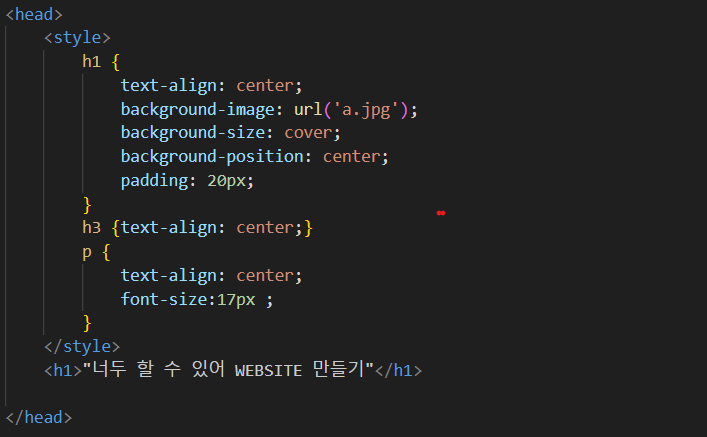 <head>
<style>
h1 {
text-align: center;
background-image: url('a.jpg');
background-size: cover;
background-position: center;
padding: 20px;
}
h3 {text-align: center;}
p {
text-align: center;
font-size:17px ;
}
</style>
<h1>"너두 할 수 있어 WEBSITE 만들기"</h1>
</head>